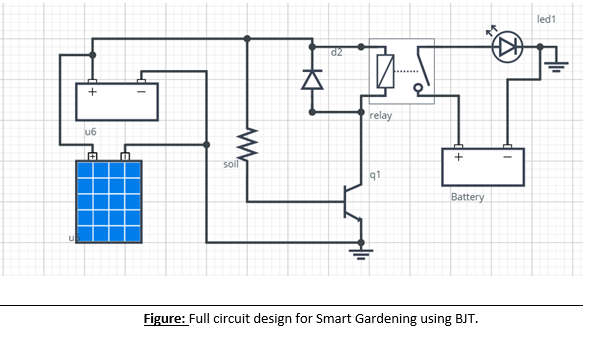 led1
d2
relay
u6
soil
q1
Battery
u
Figure: Full circuit design for Smart Gardening using BJT.